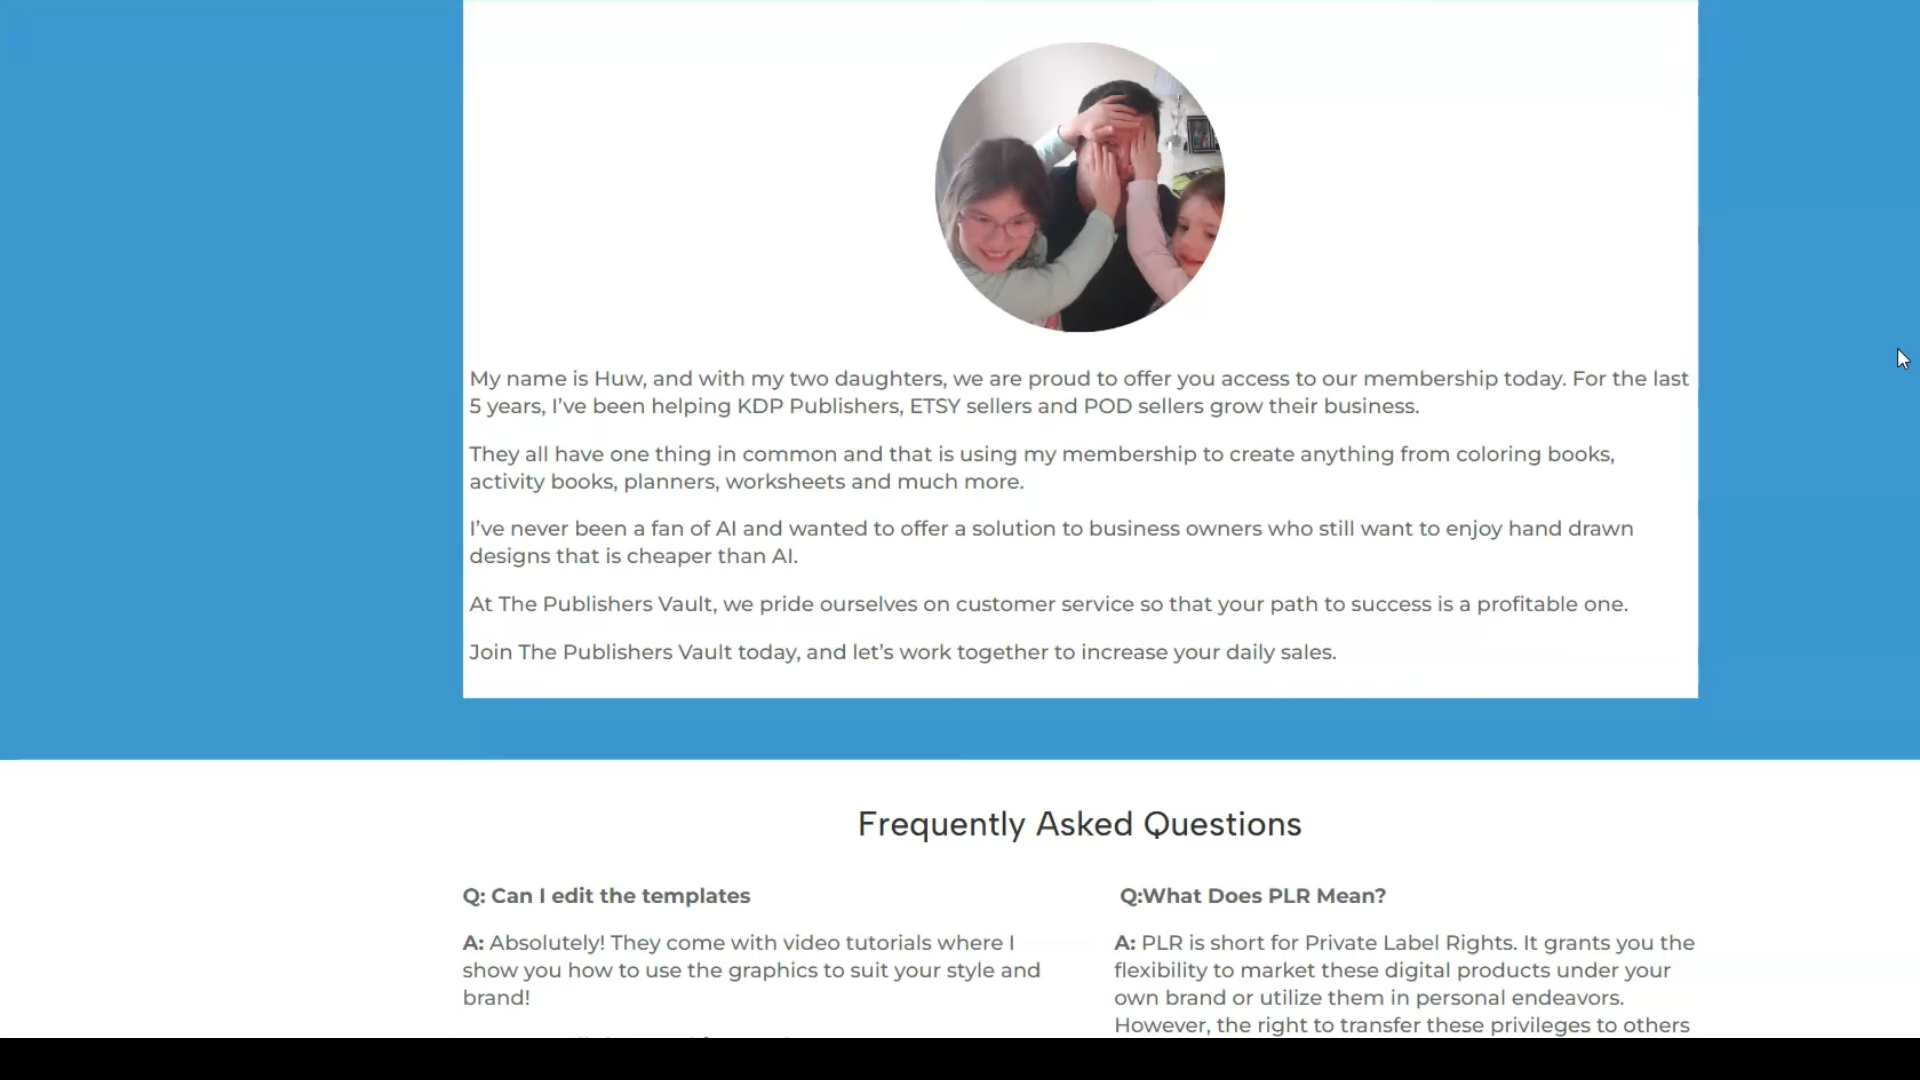 My name is Huw, and with my two daughters, we are proud to offer you access to our membership today. For the last
5 years, I’ve been helping KDP Publishers, ETSY sellers and POD sellers grow their business.
They all have one thing in common and that is using my membership to create anything from coloring books,
activity books, planners, worksheets and much more.
I’ve never been a fan of AI and wanted to offer a solution to business owners who still want to enjoy hand drawn
designs that is cheaper than AI.
At The Publishers Vault, we pride ourselves on customer service so that your path to success is a profitable one.
Join The Publishers Vault today, and let’s work together to increase your daily sales.
Frequently Asked Questions
Q: Can I edit the templates
A: Absolutely! They come with video tutorials where I
show you how to use the graphics to suit your style and
brand!
Q:What Does PLR Mean?
A: PLR is short for Private Label Rights. It grants you the
flexibility to market these digital products under your
own brand or utilize them in personal endeavors.
However, the right to transfer these privileges to others